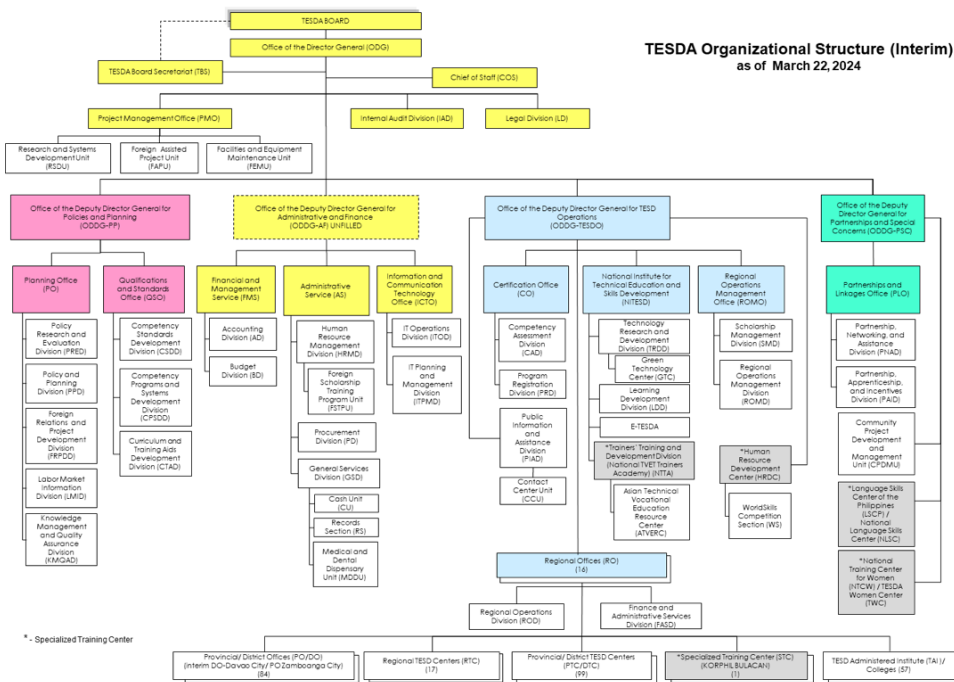 TESDA BOARD
Office of the Director General (ODG)
TESDA Organizational Structure (Interim)
as of March 22, 2024
TESDA Board Secretariat (TBS)
Chief of Staff (COS)
Project Management Office (PMO)
Internal Audit Division (IAD)
Legal Division (LD)
Research and Systems
Development Unit
(RSDU)
Foreign Assisted
Project Unit
(FAPU)
Facilities and Equipment
Maintenance Unit
(FEMU)
Office of the Deputy Director General for
Policies and Planning
(ODDG-PP)
Office of the Deputy Director General for
Administrative and Finance
(ODDG-AF) UNFILLED
Office of the Deputy Director General for TESD
Operations
(ODDG-TESDO)
Office of the Deputy
Director General for
Partnerships and Special
Concerns (ODDG-PSC)
Planning Office
(PO)
Qualifications
and Standards
Office (QSO)
Financial and
Management
Service (FMS)
Administrative
Service (AS)
Information and
Communication
Technology
Office (ICTO)
Certification Office
(CO)
National Institute for
Technical Education and
Skills Development
(NITESD)
Regional
Operations
Management
Office (ROMO)
Partnerships and
Linkages Office (PLO)
Policy
Research and
Evaluation
Division (PRED)
Policy and
Planning
Division (PPD)
Foreign
Relations and
Project
Development
Division
(FRPDD)
Labor Market
Information
Division (LMID)
Knowledge
Management
and Quality
Assurance
Division
(KMQAD)
Competency
Standards
Development
Division (CSDD)
Competency
Programs and
Systems
Development
Division
(CPSDD)
Curriculum and
Training Aids
Development
Division (CTAD)
Accounting
Division (AD)
Budget
Division (BD)
Human
Resource
Management
Division (HRMD)
Foreign
Scholarship
Training
Program Unit
(FSTPU)
Procurement
Division (PD)
General Services
Division
(GSD)
Cash Unit
(CU)
Records
Section (RS)
Medical and
Dental
Dispensary
Unit (MDDU)
IT Operations
Division (ITOD)
IT Planning and
Management
Division
(ITPMD)
Competency
Assessment
Division
(CAD)
Program
Registration
Division (PRD)
Public
Information
and Assistance
Division
(PIAD)
Contact
Center Unit
(CCU)
Technology
Research and
Development
Division (TRDD)
Green
Technology
Center (GTC)
Learning
Development
Division (LDD)
E-TESDA
*Trainers' Training and
Development Division
(National TVET Trainers
Academy) (NTTA)
Asian Technical
Vocational
Education
Resource
Center
(ATVERC)
Scholarship
Management
Division (SMD)
Regional
Operations
Management
Division
(ROMD)
*Human
Resource
Development
Center (HRDC)
WorldSkills
Competition
Section (WS)
Partnership,
Networking, and
Assistance
Division (PNAD)
Partnership,
Apprenticeship,
and Incentives
Division (PAID)
Community
Project
Development
and
Management
Unit (CPDMU)
*Language Skills
Center of the
Philippines
(LSCP) /
National
Language Skills
Center (NLSC)
*National
Training Center
for Women
(NTCW) / TESDA
Women Center
(TWC)
Regional Offices (RO)
(16)
Regional Operations
Division (ROD)
Finance and
Administrative Services
Division (FASD)
* - Specialized Training Center
Provincial/ District Offices (PO/DO)
(Interim DO-Davao City/ PO Zamboanga City)
(84)
Regional TESD Centers (RTC)
(17)
Provincial/ District TESD Centers
(PTC/DTC)
(99)
*Specialized Training Center (STC)
(KORPHIL BULACAN)
(1)
TESD Administered Institute (TAI) /
Colleges (57)